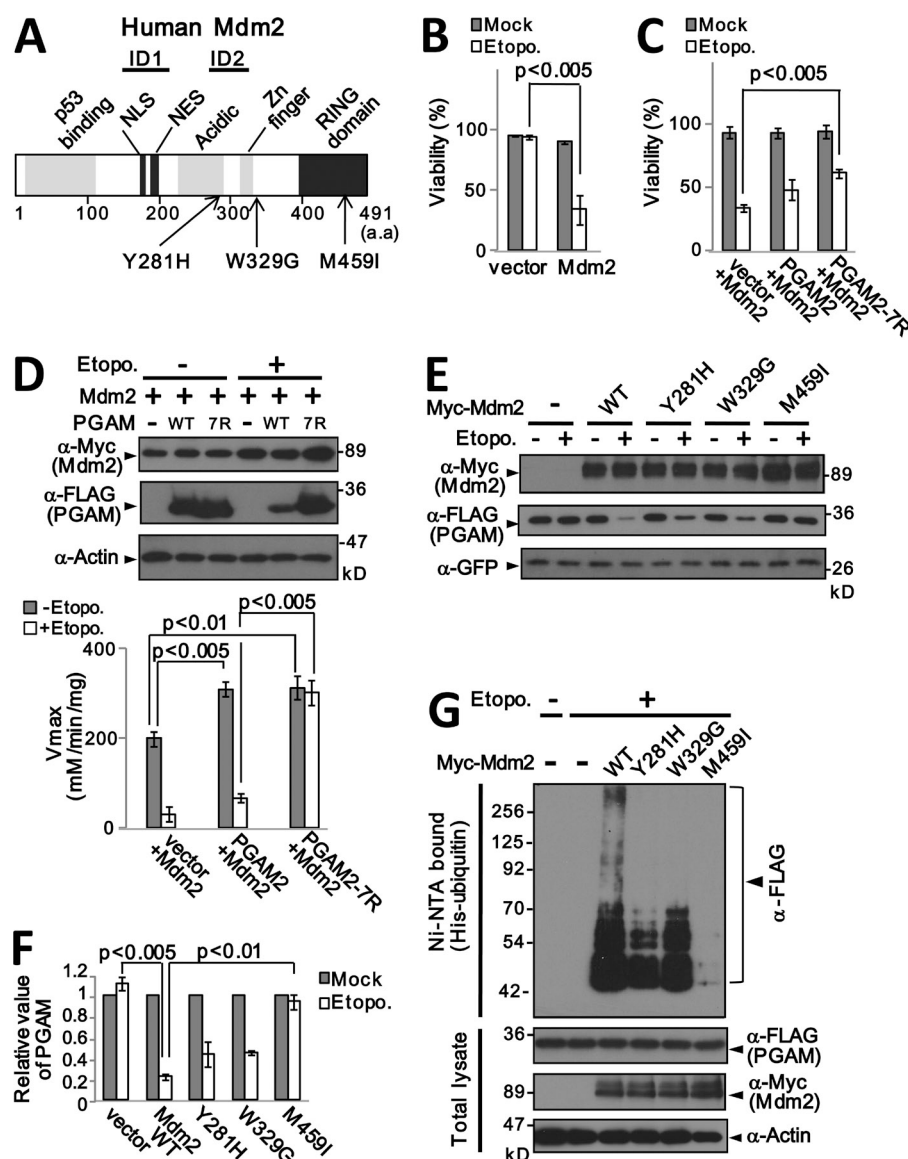 A
Human Mdm2
ID1 ID2
p53 binding
NLS
NES
Acidic
Zn finger
RING domain
1 100 200 300 400 491
(a.a)
Y281H W329G M459I
B
Mock
Etopo.
p<0.005
Viability (%)
100
50
0
vector Mdm2
C
Mock
Etopo.
p<0.005
Viability (%)
100
50
0
vector +Mdm2
PGAM2 +Mdm2
PGAM2-7R +Mdm2
D
Etopo. - +
Mdm2 + + + + + +
PGAM - WT 7R - WT 7R
α-Myc (Mdm2) -89
α-FLAG (PGAM) -36
α-Actin -47
kD
-Etopo.
+Etopo.
p<0.005
p<0.01
p<0.005
Vmax (mM/min/mg)
400
200
0
vector +Mdm2
PGAM2 +Mdm2
PGAM2-7R +Mdm2
E
Myc-Mdm2 - WT Y281H W329G M459I
Etopo. - + - + - + - + - +
α-Myc (Mdm2) -89
α-FLAG (PGAM) -36
α-GFP -26
kD
F
p<0.005 p<0.01
Mock
Etopo.
Relative value of PGAM
1.2
1
0.8
0.6
0.4
0.2
0
vector
Mdm2 WT
Y281H
W329G
M459I
G
Etopo. - +
Myc-Mdm2 - - WT Y281H W329G M459I
Ni-NTA bound (His-ubiquitin)
256-
125-
92-
70-
54-
42-
α-FLAG
Total lysate
36 α-FLAG (PGAM)
89- α-Myc (Mdm2)
47 α-Actin
kD